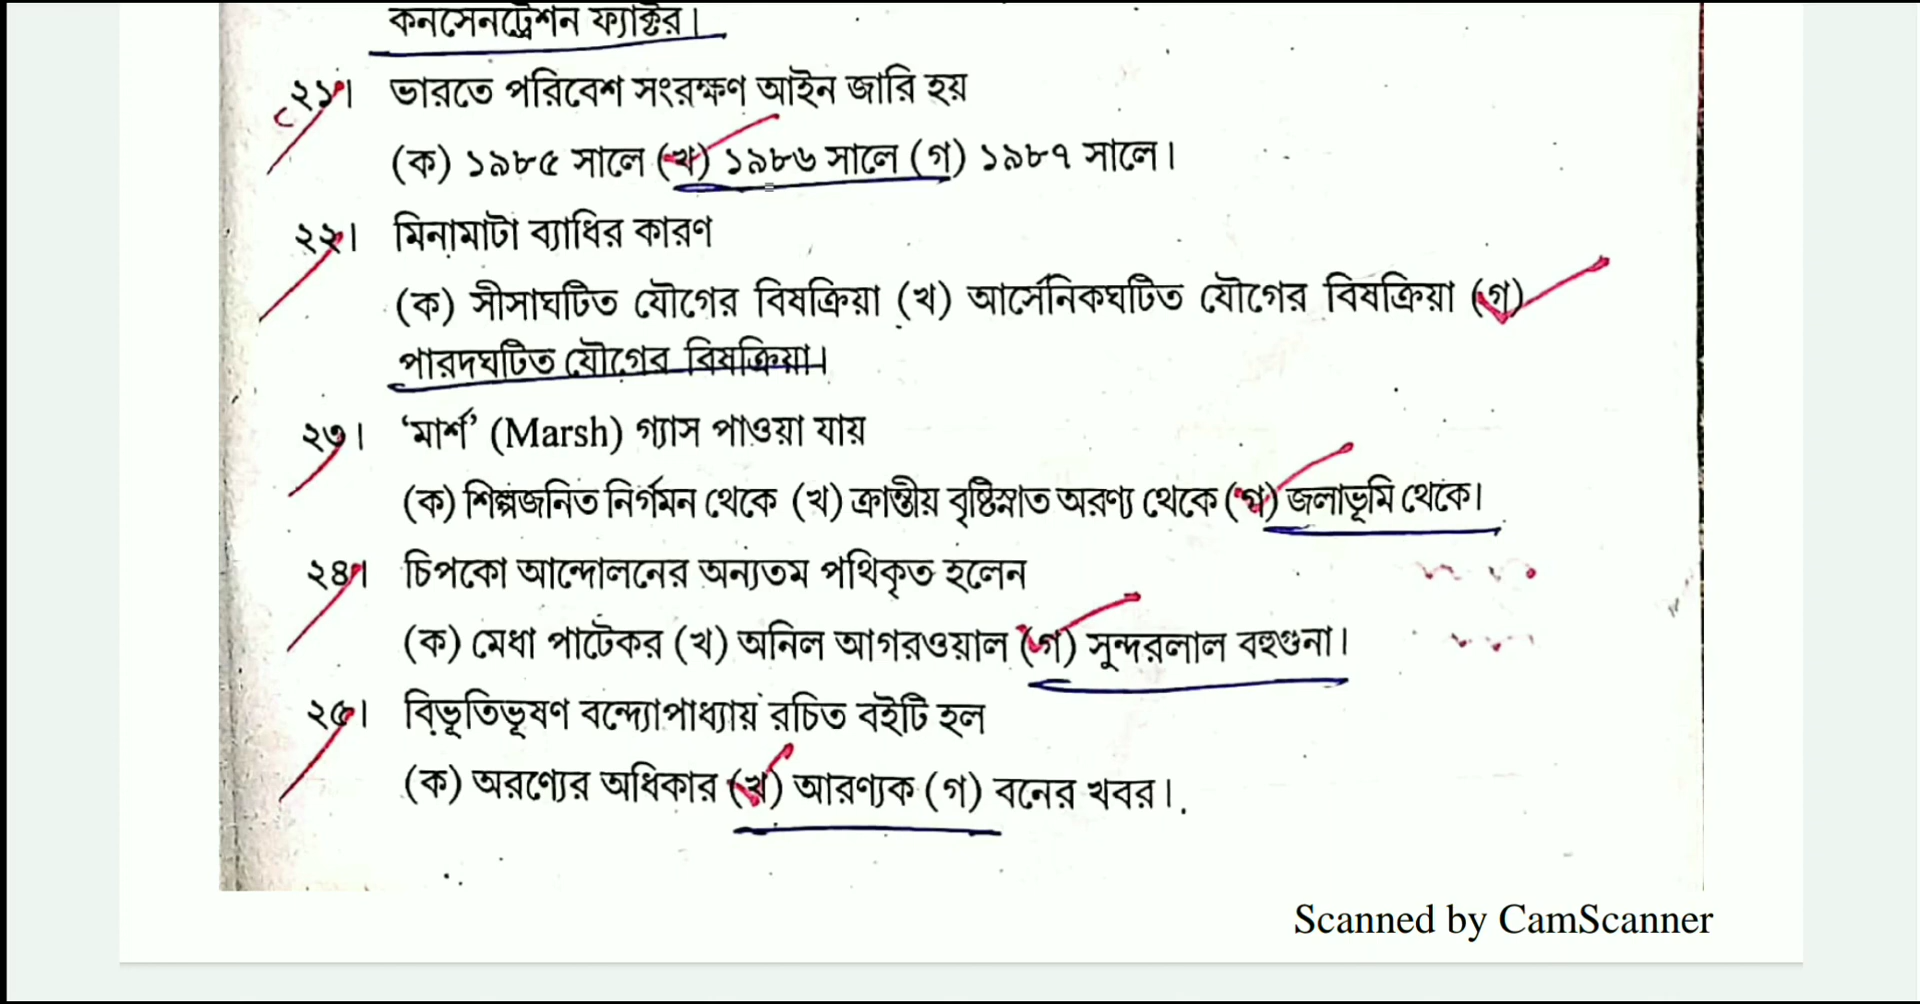 কনসেনট্রেশন ফ্যাক্টর।
২১। ভারতে পরিবেশ সংরক্ষণ আইন জারি হয়
(ক) ১৯৮৫ সালে (খ) ১৯৮৬ সালে (গ) ১৯৮৭ সালে।
২২। মিনামাটা ব্যাধির কারণ
(ক) সীসাঘটিত যৌগের বিষক্রিয়া (খ) আর্সেনিকঘটিত যৌগের বিষক্রিয়া (গ)
পারদঘটিত যৌগের বিষক্রিয়া।
২৩। ‘মার্শ’ (Marsh) গ্যাস পাওয়া যায়
(ক) শিল্পজনিত নির্গমন থেকে (খ) ক্রান্তীয় বৃষ্টিস্নাত অরণ্য থেকে (গ) জলাভূমি থেকে।
২৪। চিপকো আন্দোলনের অন্যতম পথিকৃত হলেন
(ক) মেধা পাটেকর (খ) অনিল আগরওয়াল (গ) সুন্দরলাল বহুগুনা।
২৫। বিভূতিভূষণ বন্দ্যোপাধ্যায় রচিত বইটি হল
(ক) অরণ্যের অধিকার (খ) আরণ্যক (গ) বনের খবর।
Scanned by CamScanner